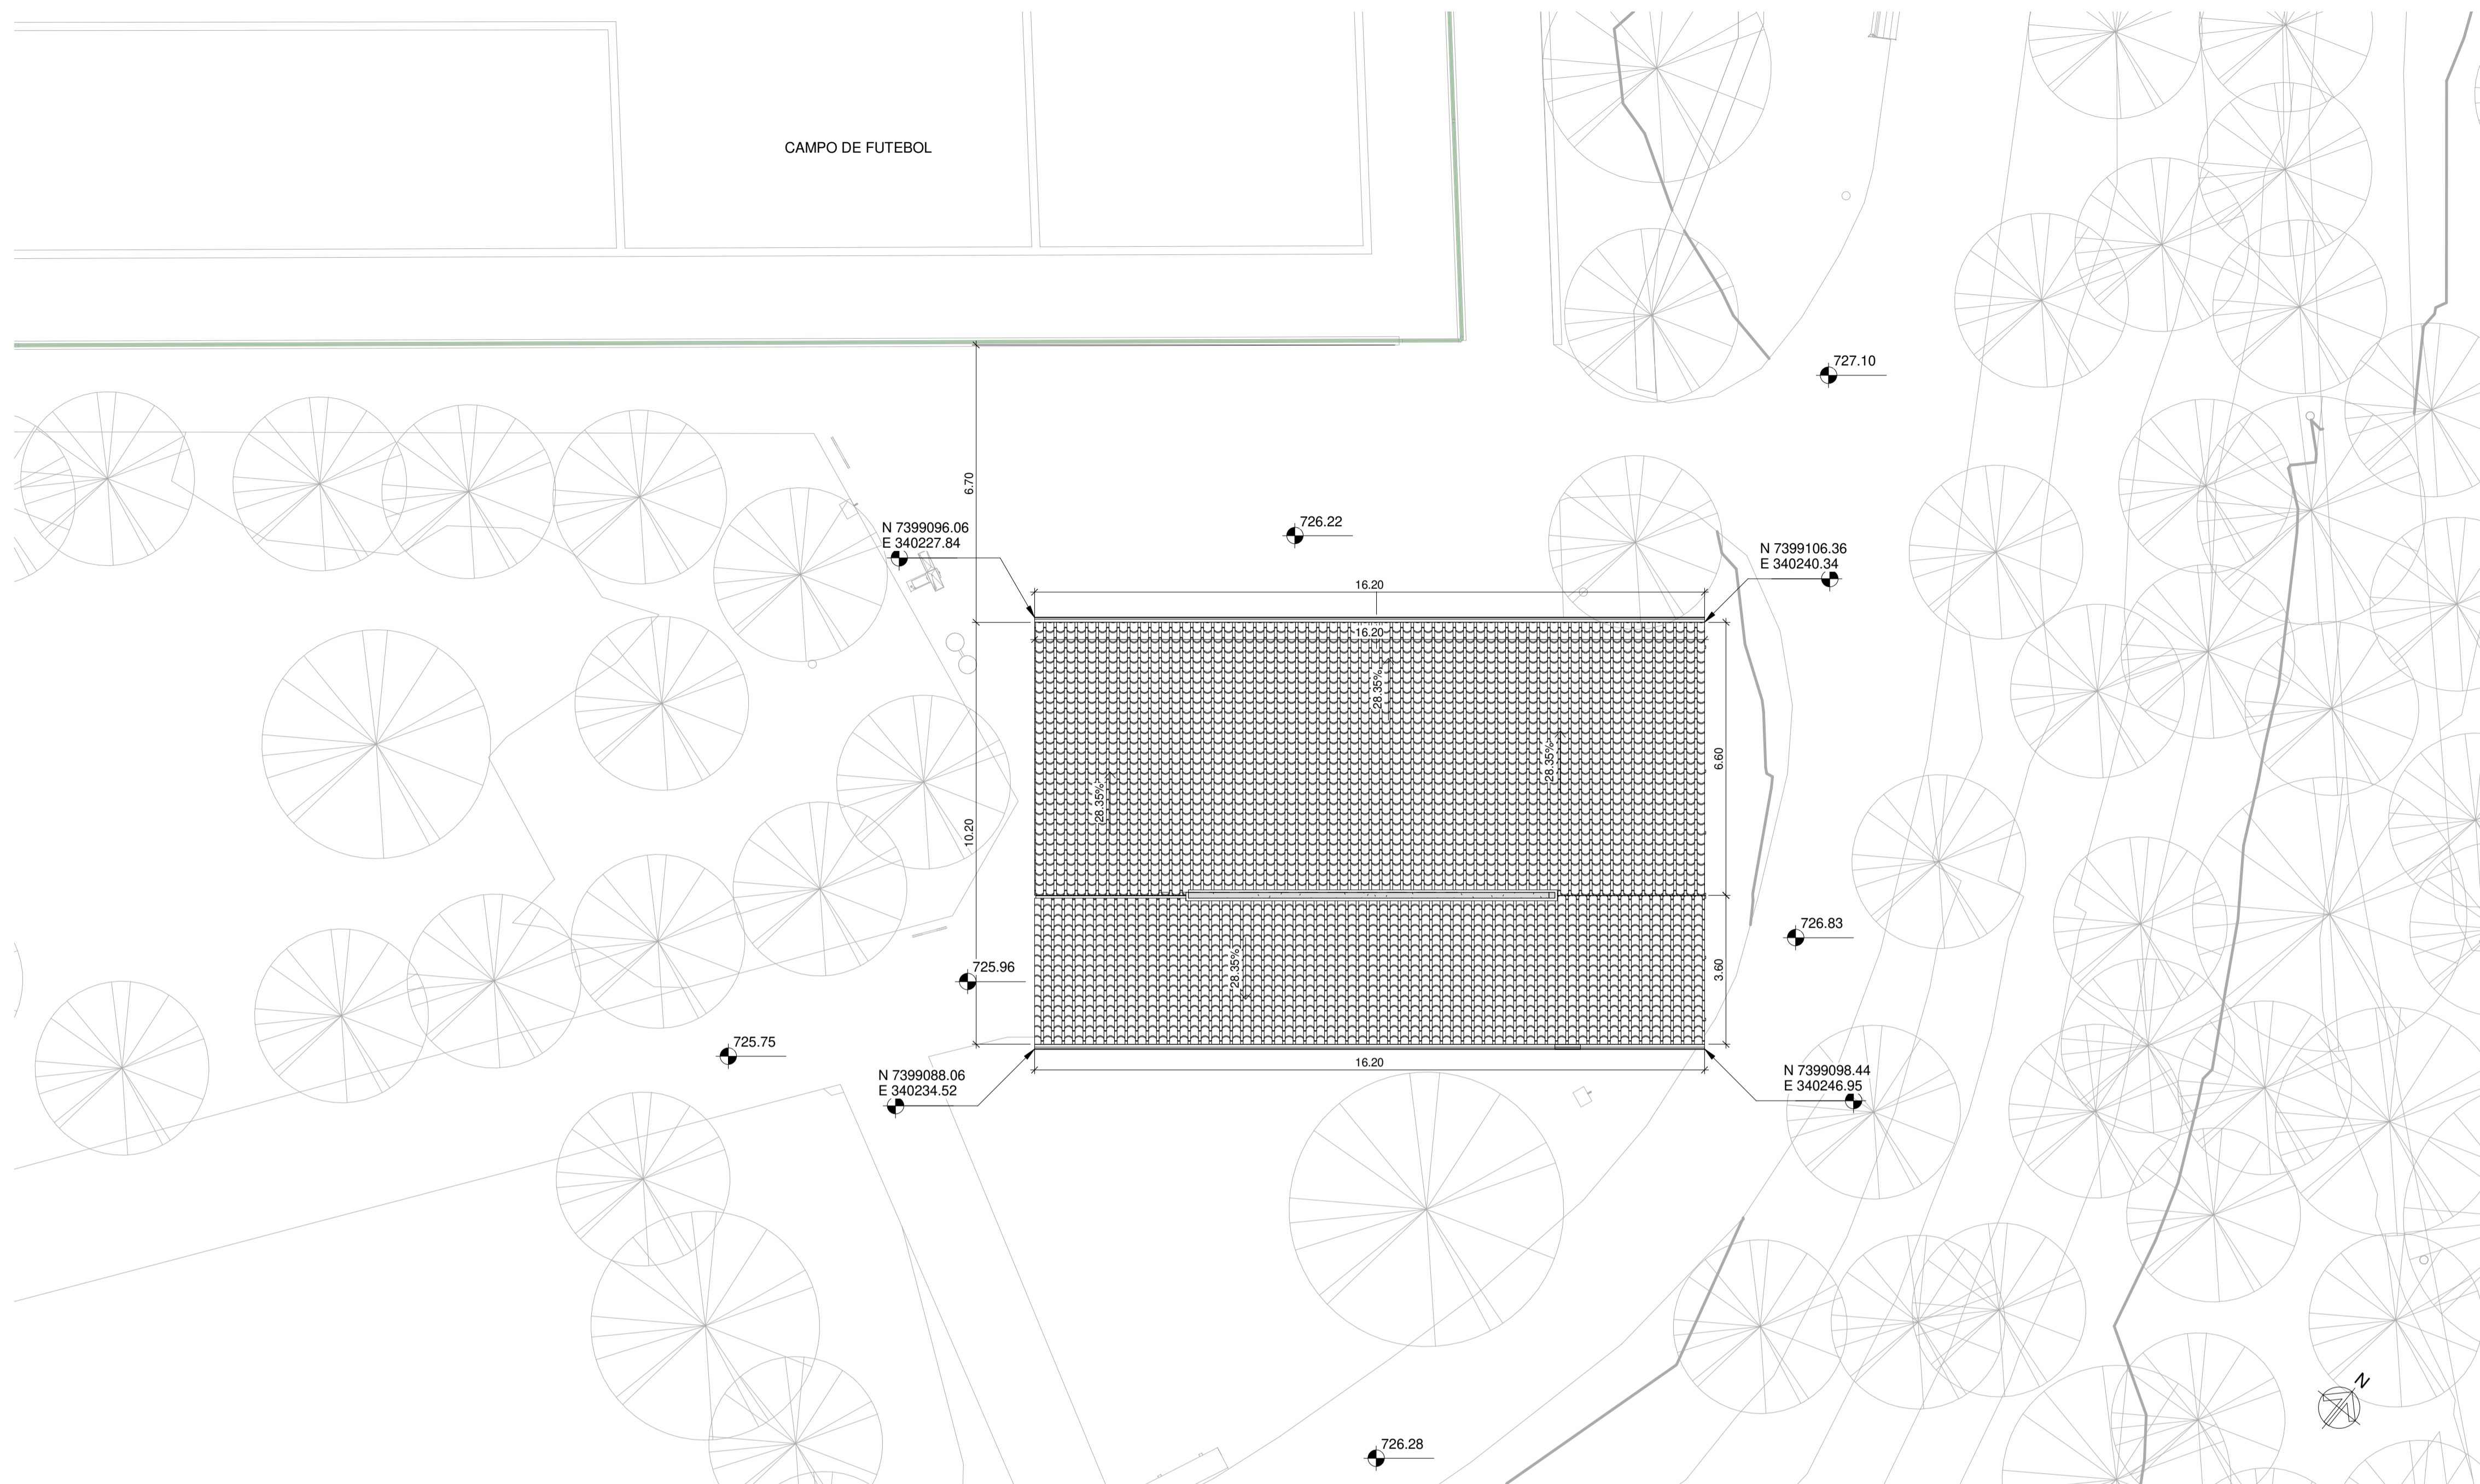 CAMPO DE FUTEBOL
727.10
6.70
N 7399096.06
E 340227.84
726.22
N 7399106.36
E 340240.34
16.20
16.20
28.35%
28.35%
28.35%
6.60
10.20
28.35%
3.60
726.83
725.96
725.75
16.20
N 7399088.06
E 340234.52
N 7399098.44
E 340246.95
N
726.28